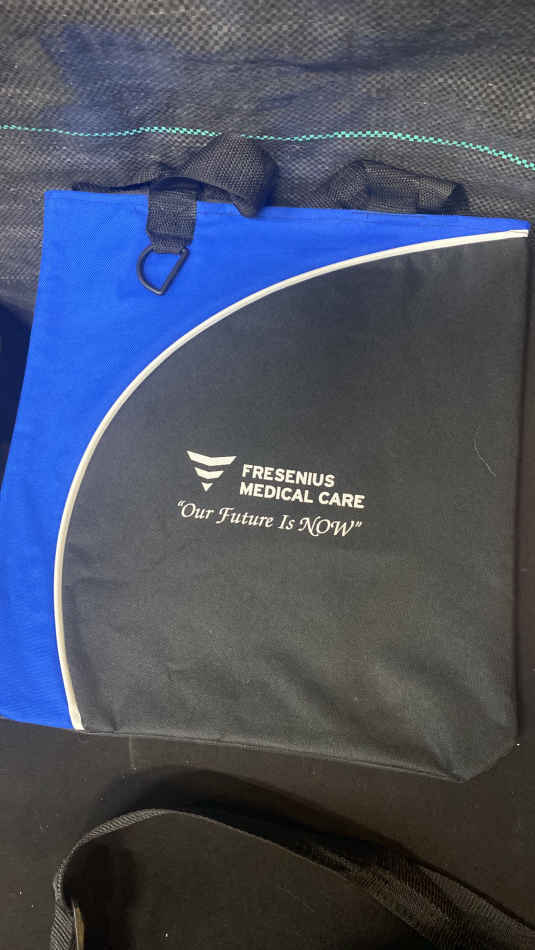 FRESENIUS
MEDICAL CARE
“Our Future Is NOW”